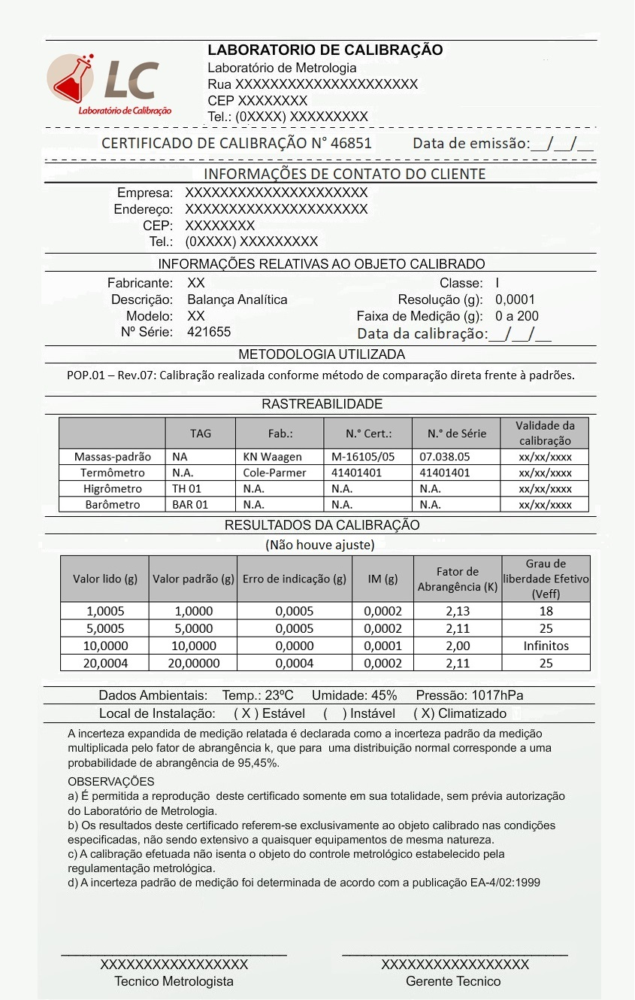 LABORATORIO DE CALIBRAÇÃO
LC
Laboratório de Calibração
Laboratório de Metrologia
Rua XXXXXXXXXXXXXXXXXXXXX
CEP XXXXXXXX
Tel.: (0XXXX) XXXXXXXXX
CERTIFICADO DE CALIBRAÇÃO N° 46851 Data de emissão:__/__/__
INFORMAÇÕES DE CONTATO DO CLIENTE
Empresa: XXXXXXXXXXXXXXXXXXXXX
Endereço: XXXXXXXXXXXXXXXXXXXXX
CEP: XXXXXXXX
Tel.: (0XXXX) XXXXXXXXX
INFORMAÇÕES RELATIVAS AO OBJETO CALIBRADO
Fabricante: XX Classe: I
Descrição: Balança Analítica Resolução (g): 0,0001
Modelo: XX Faixa de Medição (g): 0 a 200
Nº Série: 421655 Data da calibração:__/__/__
METODOLOGIA UTILIZADA
POP.01 – Rev.07: Calibração realizada conforme método de comparação direta frente à padrões.
RASTREABILIDADE
TAG Fab.: N.° Cert.: N.° de Série Validade da calibração
Massas-padrão NA KN Waagen M-16105/05 07.038.05 xx/xx/xxxx
Termômetro N.A. Cole-Parmer 41401401 41401401 xx/xx/xxxx
Higrômetro TH 01 N.A. N.A. N.A. xx/xx/xxxx
Barômetro BAR 01 N.A. N.A. N.A. xx/xx/xxxx
RESULTADOS DA CALIBRAÇÃO
(Não houve ajuste)
Valor lido (g) Valor padrão (g) Erro de indicação (g) IM (g) Fator de Abrangência (K) Grau de liberdade Efetivo (Veff)
1,0005 1,0000 0,0005 0,0002 2,13 18
5,0005 5,0000 0,0005 0,0002 2,11 25
10,0000 10,0000 0,0000 0,0001 2,00 Infinitos
20,0004 20,00000 0,0004 0,0002 2,11 25
Dados Ambientais: Temp.: 23ºC Umidade: 45% Pressão: 1017hPa
Local de Instalação: ( X ) Estável ( ) Instável ( X) Climatizado
A incerteza expandida de medição relatada é declarada como a incerteza padrão da medição
multiplicada pelo fator de abrangência k, que para uma distribuição normal corresponde a uma
probabilidade de abrangência de 95,45%.
OBSERVAÇÕES
a) É permitida a reprodução deste certificado somente em sua totalidade, sem prévia autorização
do Laboratório de Metrologia.
b) Os resultados deste certificado referem-se exclusivamente ao objeto calibrado nas condições
especificadas, não sendo extensivo a quaisquer equipamentos de mesma natureza.
c) A calibração efetuada não isenta o objeto do controle metrológico estabelecido pela
regulamentação metrológica.
d) A incerteza padrão de medição foi determinada de acordo com a publicação EA-4/02:1999
XXXXXXXXXXXXXXXXX XXXXXXXXXXXXXXXXX
Tecnico Metrologista Gerente Tecnico